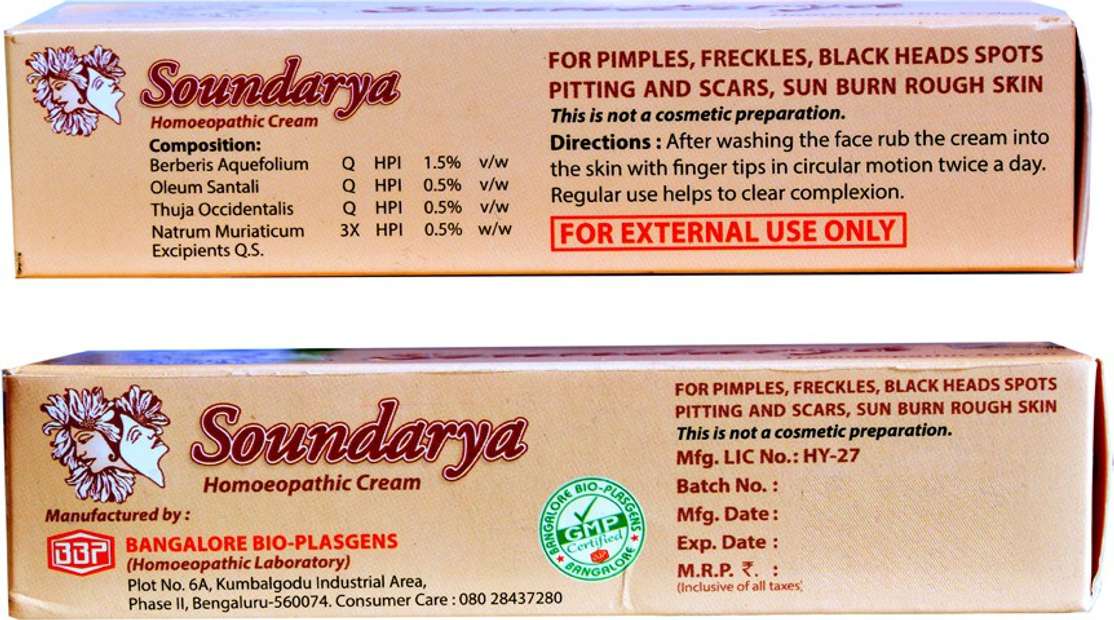 Soundarya
Homoeopathic Cream
Composition:
Berberis Aquefolium Q HPI 1.5% v/w
Oleum Santali Q HPI 0.5% v/w
Thuja Occidentalis Q HPI 0.5% v/w
Natrum Muriaticum 3X HPI 0.5% w/w
Excipients Q.S.
FOR PIMPLES, FRECKLES, BLACK HEADS SPOTS
PITTING AND SCARS, SUN BURN ROUGH SKIN
This is not a cosmetic preparation.
Directions : After washing the face rub the cream into
the skin with finger tips in circular motion twice a day.
Regular use helps to clear complexion.
FOR EXTERNAL USE ONLY
Soundarya
Homoeopathic Cream
Manufactured by :
BBP
BANGALORE BIO-PLASGENS
(Homoeopathic Laboratory)
Plot No. 6A, Kumbalgodu Industrial Area,
Phase II, Bengaluru-560074. Consumer Care : 080 28437280
BANGALORE BIO-PLASGENS
GMP
Certified
BANGALORE
FOR PIMPLES, FRECKLES, BLACK HEADS SPOTS
PITTING AND SCARS, SUN BURN ROUGH SKIN
This is not a cosmetic preparation.
Mfg. LIC No.: HY-27
Batch No. :
Mfg. Date :
Exp. Date :
M.R.P. ₹. :
(Inclusive of all taxes)